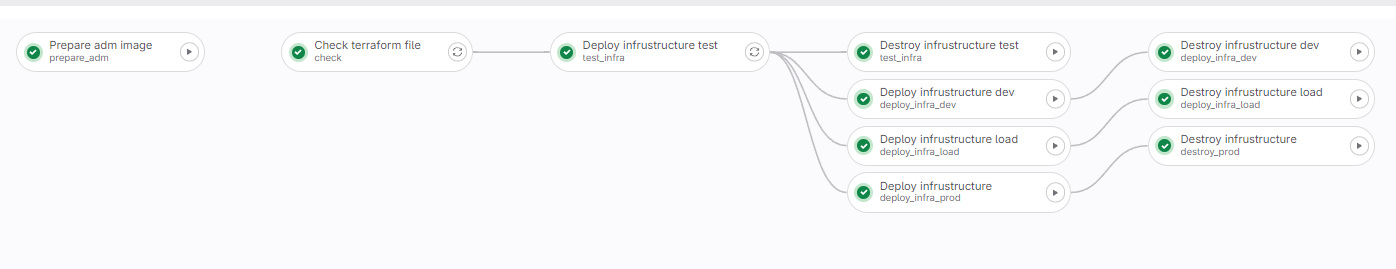 Prepare adm image
prepare_adm
Check terraform file
check
Deploy infrustructure test
test_infra
Destroy infrustructure test
test_infra
Deploy infrustructure dev
deploy_infra_dev
Deploy infrustructure load
deploy_infra_load
Deploy infrustructure
deploy_infra_prod
Destroy infrustructure dev
deploy_infra_dev
Destroy infrustructure load
deploy_infra_load
Destroy infrustructure
destroy_prod